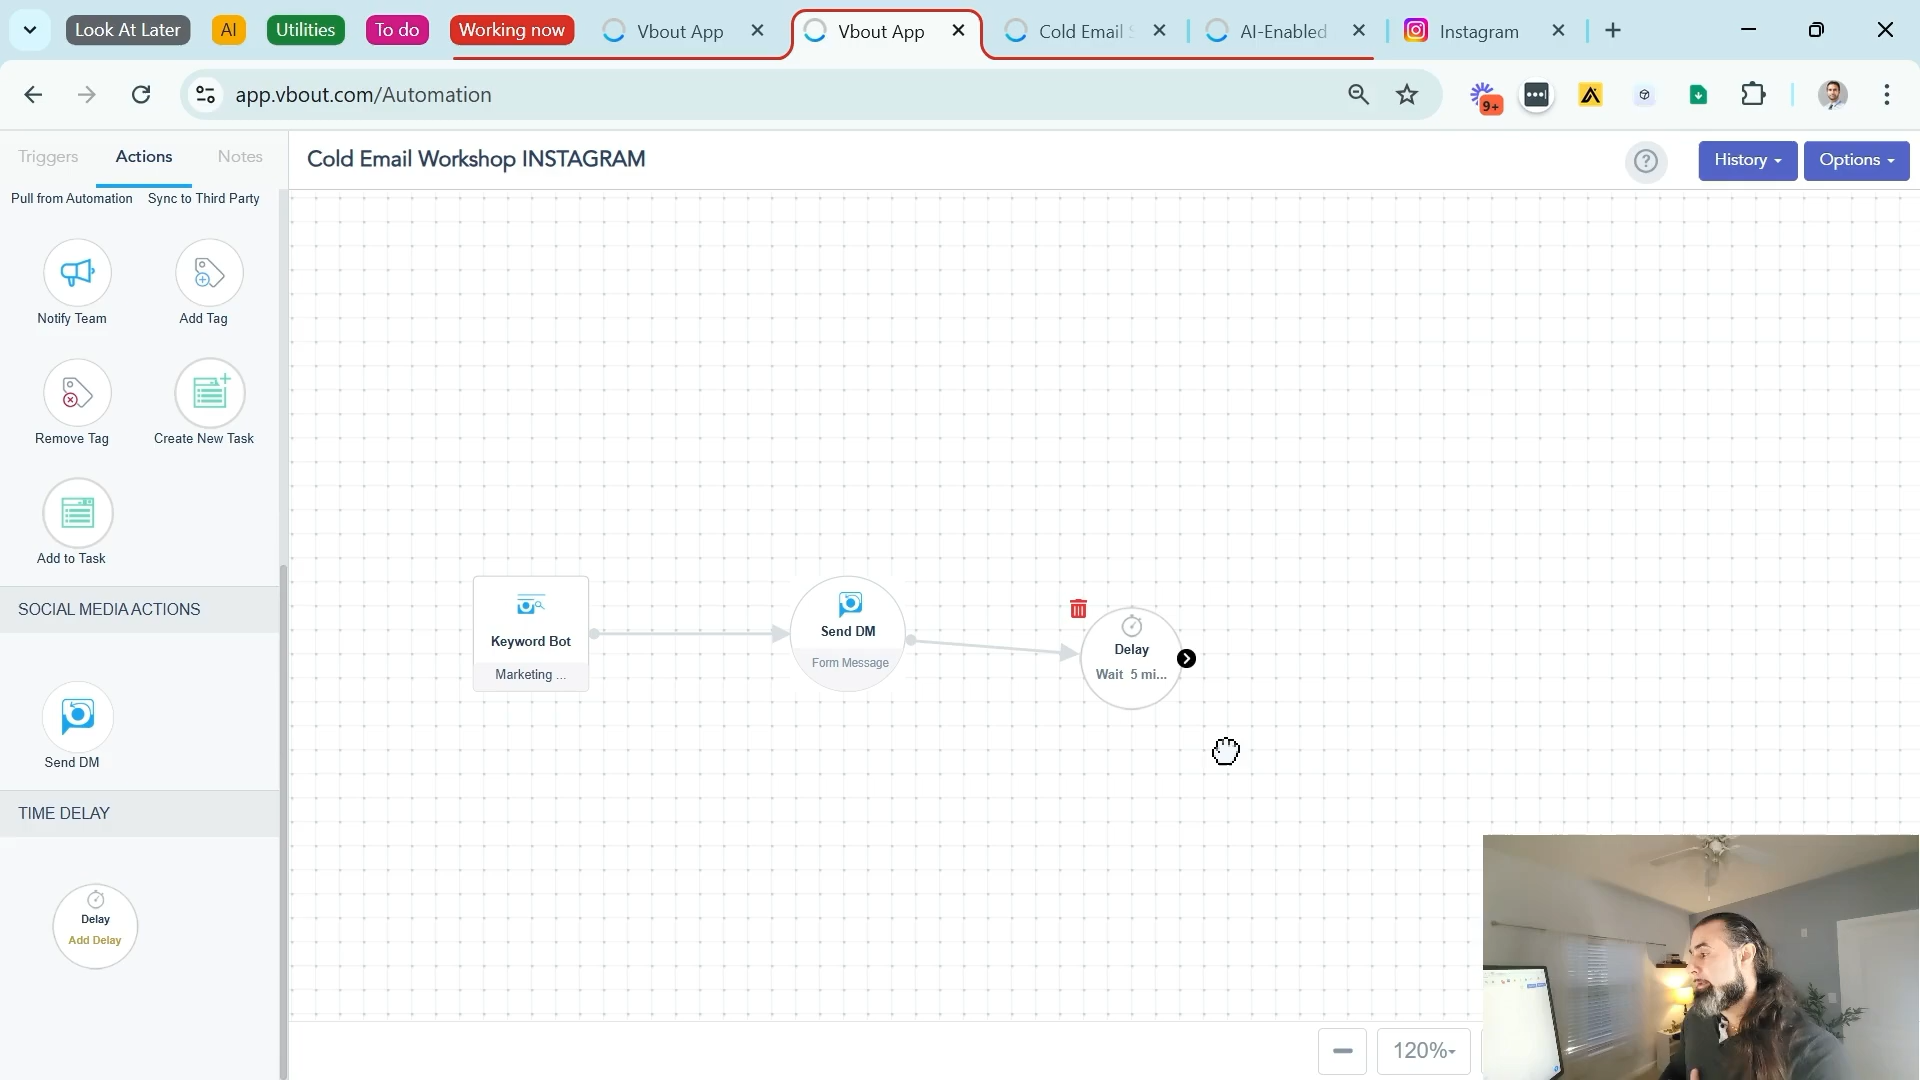 Look At Later
AI
Utilities
To do
Working now
Vbout App
Vbout App
Cold Email
AI-Enabled
Instagram
app.vbout.com/Automation
9+
Triggers
Actions
Notes
Cold Email Workshop INSTAGRAM
?
History
Options
Pull from Automation
Sync to Third Party
Notify Team
Add Tag
Remove Tag
Create New Task
Add to Task
SOCIAL MEDIA ACTIONS
Send DM
TIME DELAY
Delay
Add Delay
Keyword Bot
Marketing ...
Send DM
Form Message
Delay
Wait 5 mi...
120%